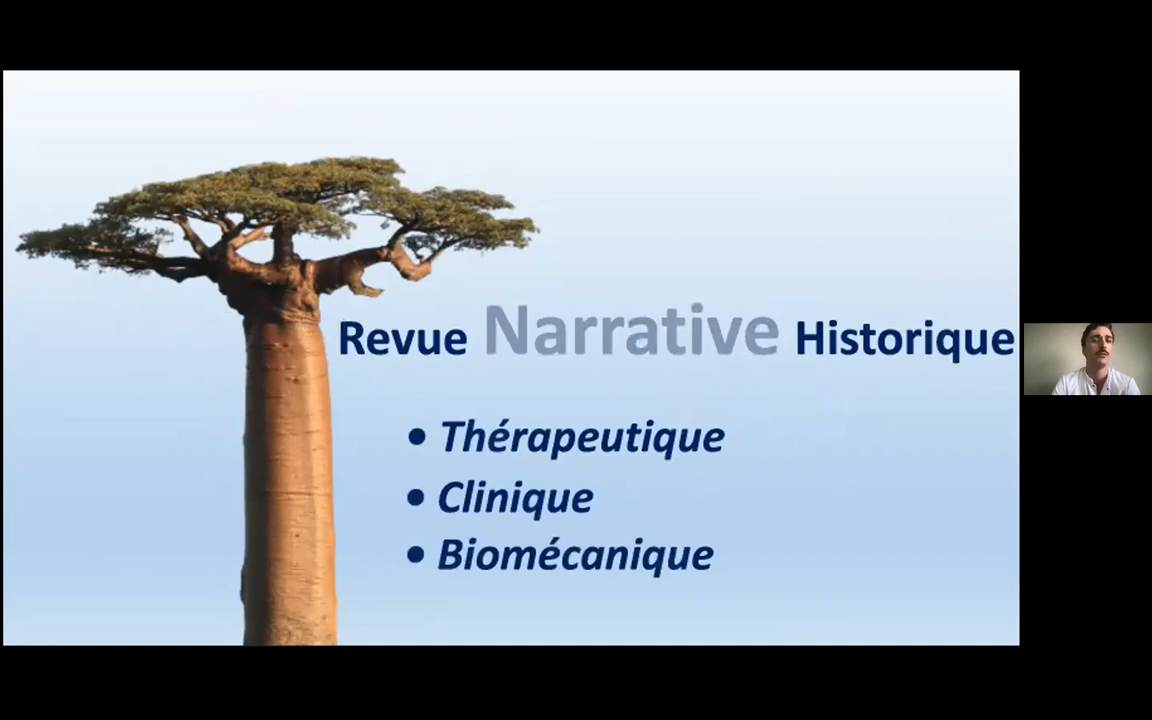 Revue Narrative Historique
• Thérapeutique
• Clinique
• Biomécanique